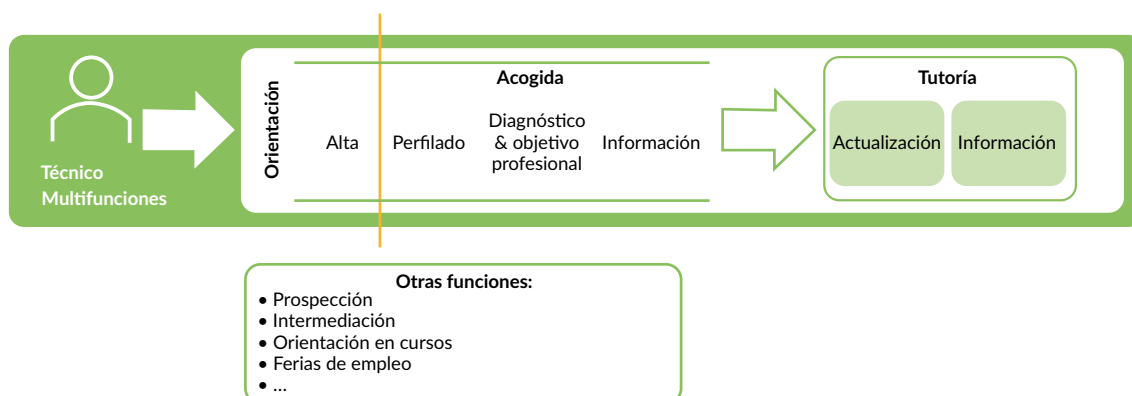 Técnico
Multifunciones
Orientación
Acogida
Alta
Perfilado
Diagnóstico
& objetivo
profesional
Información
Tutoría
Actualización
Información
Otras funciones:
• Prospección
• Intermediación
• Orientación en cursos
• Ferias de empleo
• ...